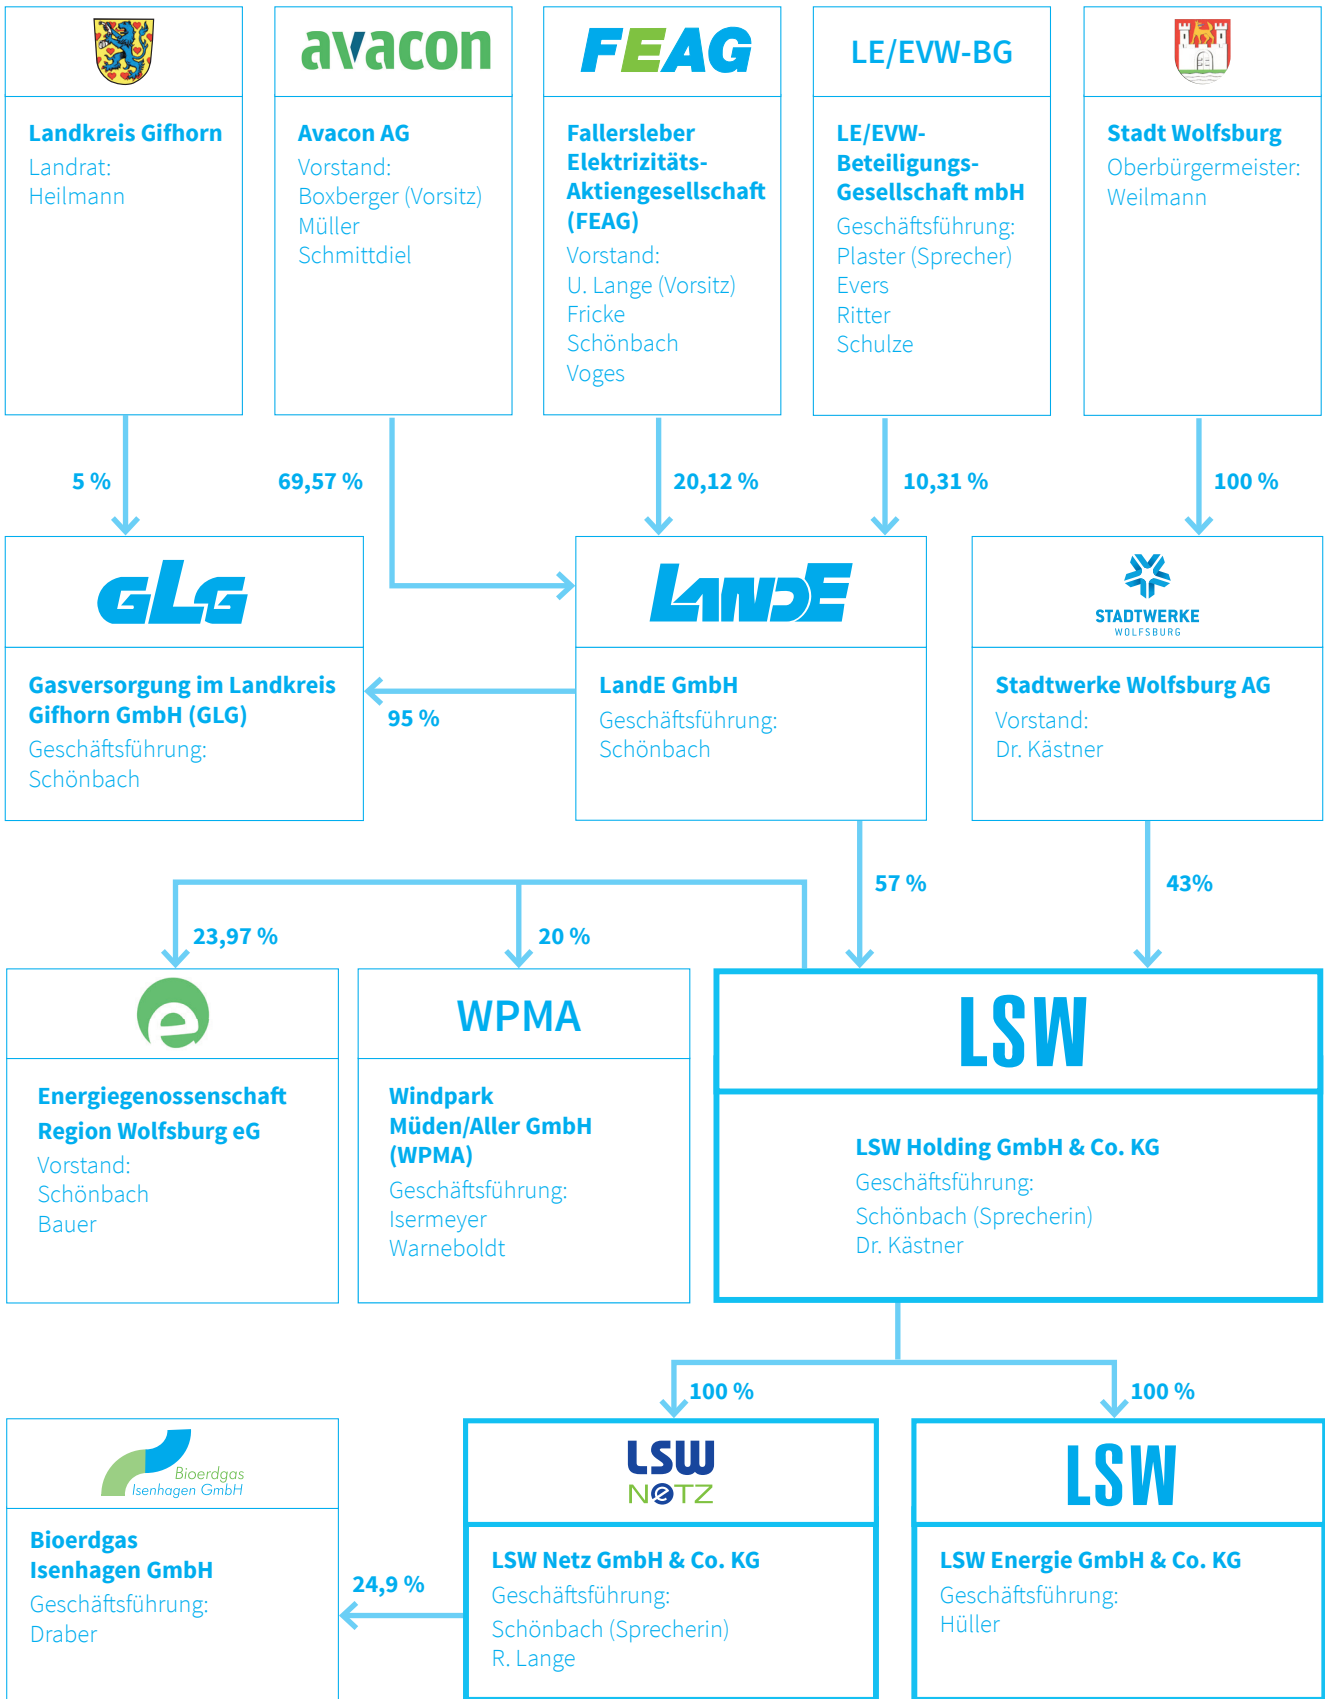 avacon
FEAG
LE/EVW-BG
Landkreis Gifhorn
Landrat:
Heilmann
Avacon AG
Vorstand:
Boxberger (Vorsitz)
Müller
Schmittdiel
Fallersleber
Elektrizitäts-
Aktiengesellschaft
(FEAG)
Vorstand:
U. Lange (Vorsitz)
Fricke
Schönbach
Voges
LE/EVW-
Beteiligungs-
Gesellschaft mbH
Geschäftsführung:
Plaster (Sprecher)
Evers
Ritter
Schulze
Stadt Wolfsburg
Oberbürgermeister:
Weilmann
5 %
69,57 %
20,12 %
10,31 %
100 %
GLG
LANDE
STADTWERKE
WOLFSBURG
Gasversorgung im Landkreis
Gifhorn GmbH (GLG)
Geschäftsführung:
Schönbach
95 %
LandE GmbH
Geschäftsführung:
Schönbach
Stadtwerke Wolfsburg AG
Vorstand:
Dr. Kästner
57 %
43%
23,97 %
20 %
e
WPMA
LSW
Energiegenossenschaft
Region Wolfsburg eG
Vorstand:
Schönbach
Bauer
Windpark
Müden/Aller GmbH
(WPMA)
Geschäftsführung:
Isermeyer
Warneboldt
LSW Holding GmbH & Co. KG
Geschäftsführung:
Schönbach (Sprecherin)
Dr. Kästner
100 %
100 %
Bioerdgas
Isenhagen GmbH
LSW
NeTZ
LSW
Bioerdgas
Isenhagen GmbH
Geschäftsführung:
Draber
24,9 %
LSW Netz GmbH & Co. KG
Geschäftsführung:
Schönbach (Sprecherin)
R. Lange
LSW Energie GmbH & Co. KG
Geschäftsführung:
Hüller